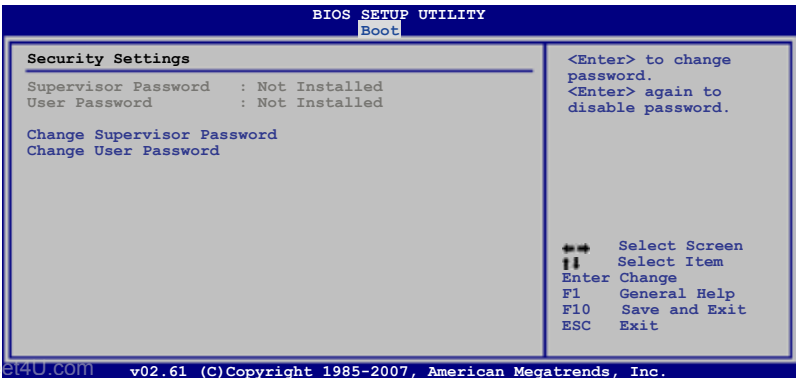 BIOS SETUP UTILITY
Boot
Security Settings
Supervisor Password : Not Installed
User Password : Not Installed
Change Supervisor Password
Change User Password
<Enter> to change
password.
<Enter> again to
disable password.
Select Screen
Select Item
Enter Change
F1 General Help
F10 Save and Exit
ESC Exit
et4U.com
v02.61 (C)Copyright 1985-2007, American Megatrends, Inc.